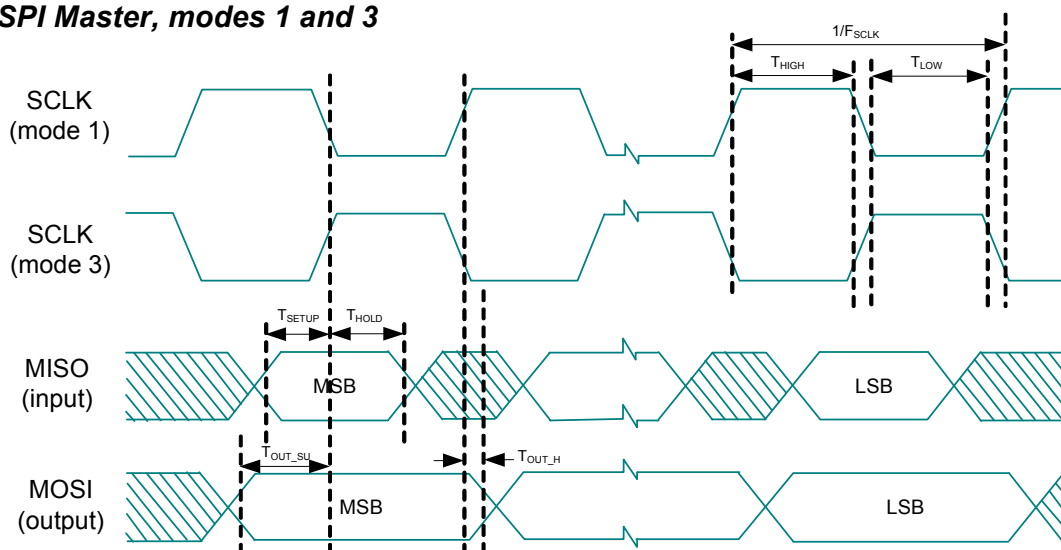 SPI Master, modes 1 and 3
1/FSCLK
THIGH
TLOW
SCLK
(mode 1)
SCLK
(mode 3)
TSETUP
THOLD
MISO
(input)
MSB
LSB
TOUT_SU
TOUT_H
MOSI
(output)
MSB
LSB